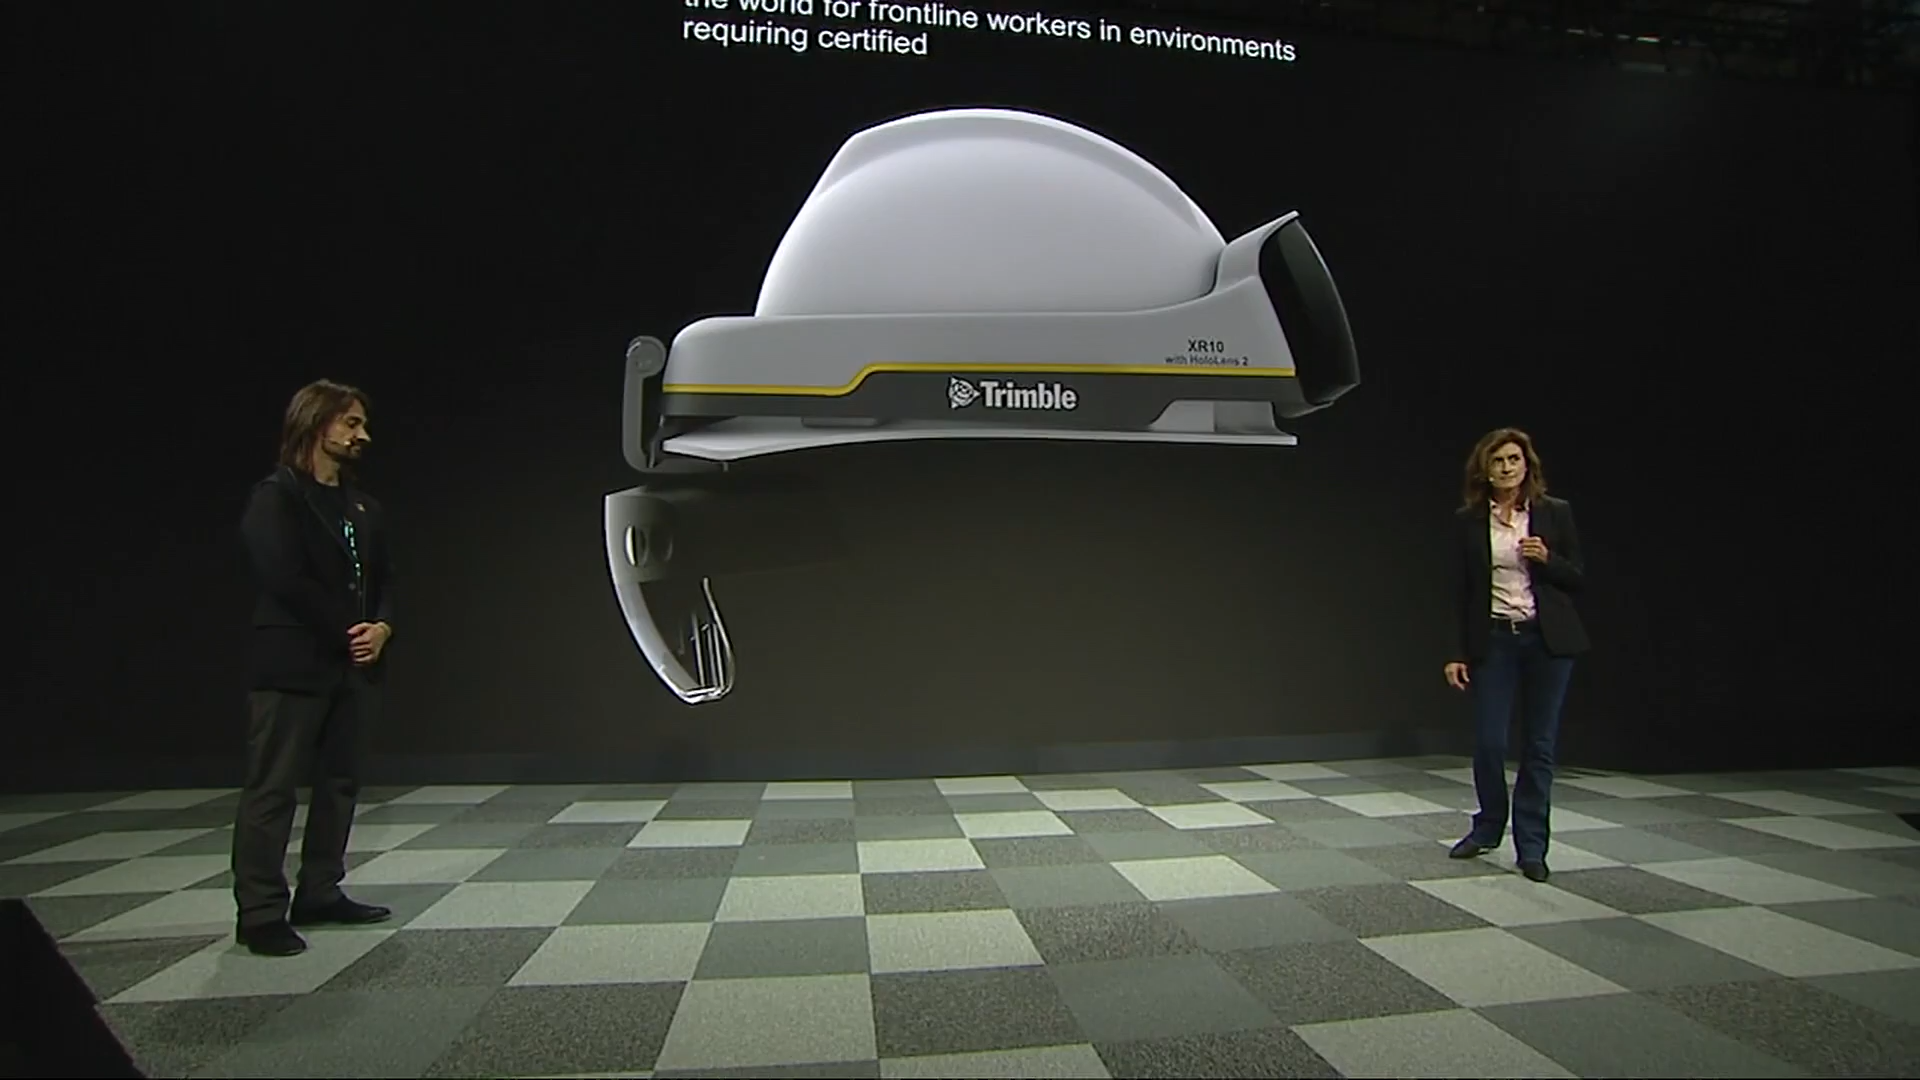 the world for frontline workers in environments
requiring certified
XR10
with HoloLens 2
Trimble